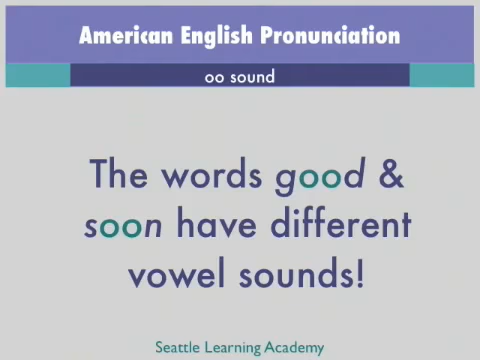 American English Pronunciation
oo sound
The words good &
soon have different
vowel sounds!
Seattle Learning Academy